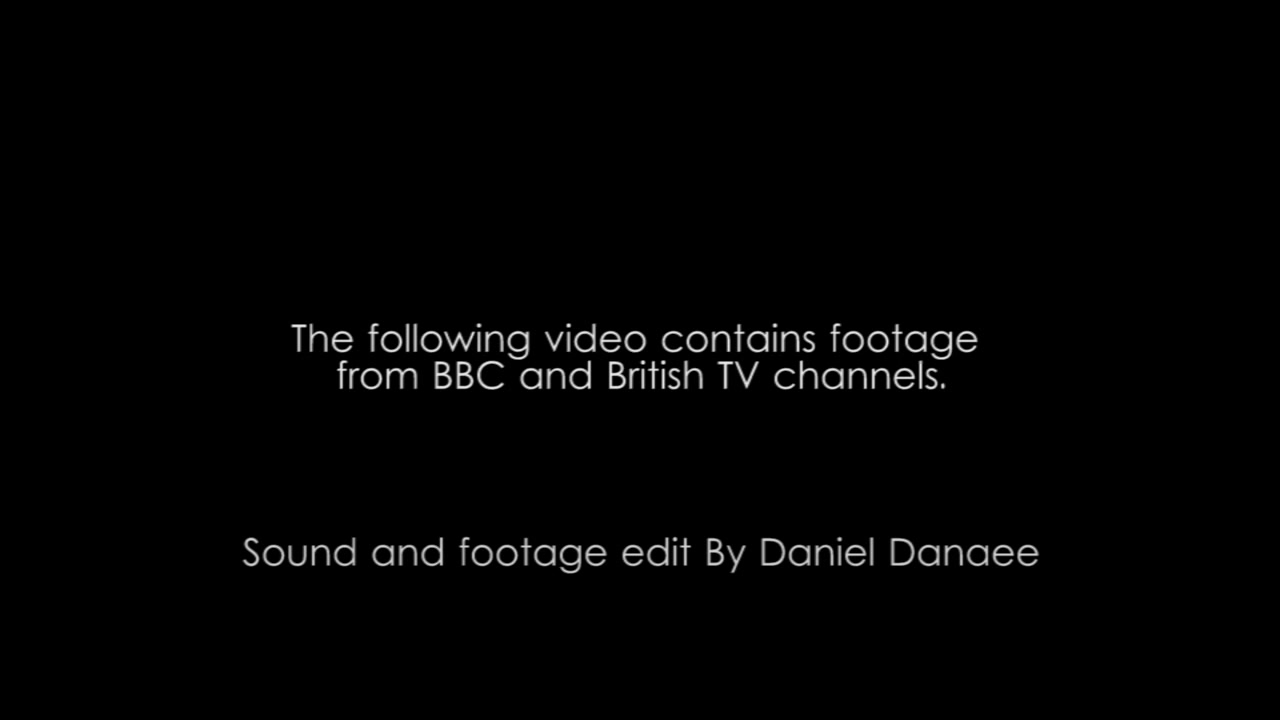 The following video contains footage
from BBC and British TV channels.
Sound and footage edit By Daniel Danaee